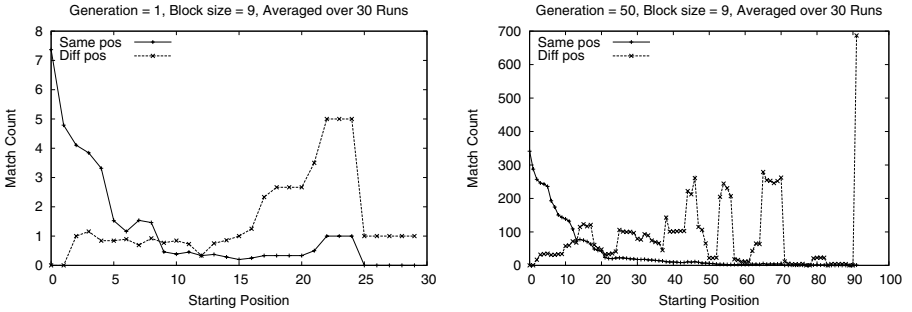 Generation = 1, Block size = 9, Averaged over 30 Runs
8
7
6
5
4
3
2
1
0
Match Count
Same pos
Diff pos
0 5 10 15 20 25 30
Starting Position
Generation = 50, Block size = 9, Averaged over 30 Runs
700
600
500
400
300
200
100
0
Match Count
Same pos
Diff pos
0 10 20 30 40 50 60 70 80 90 100
Starting Position